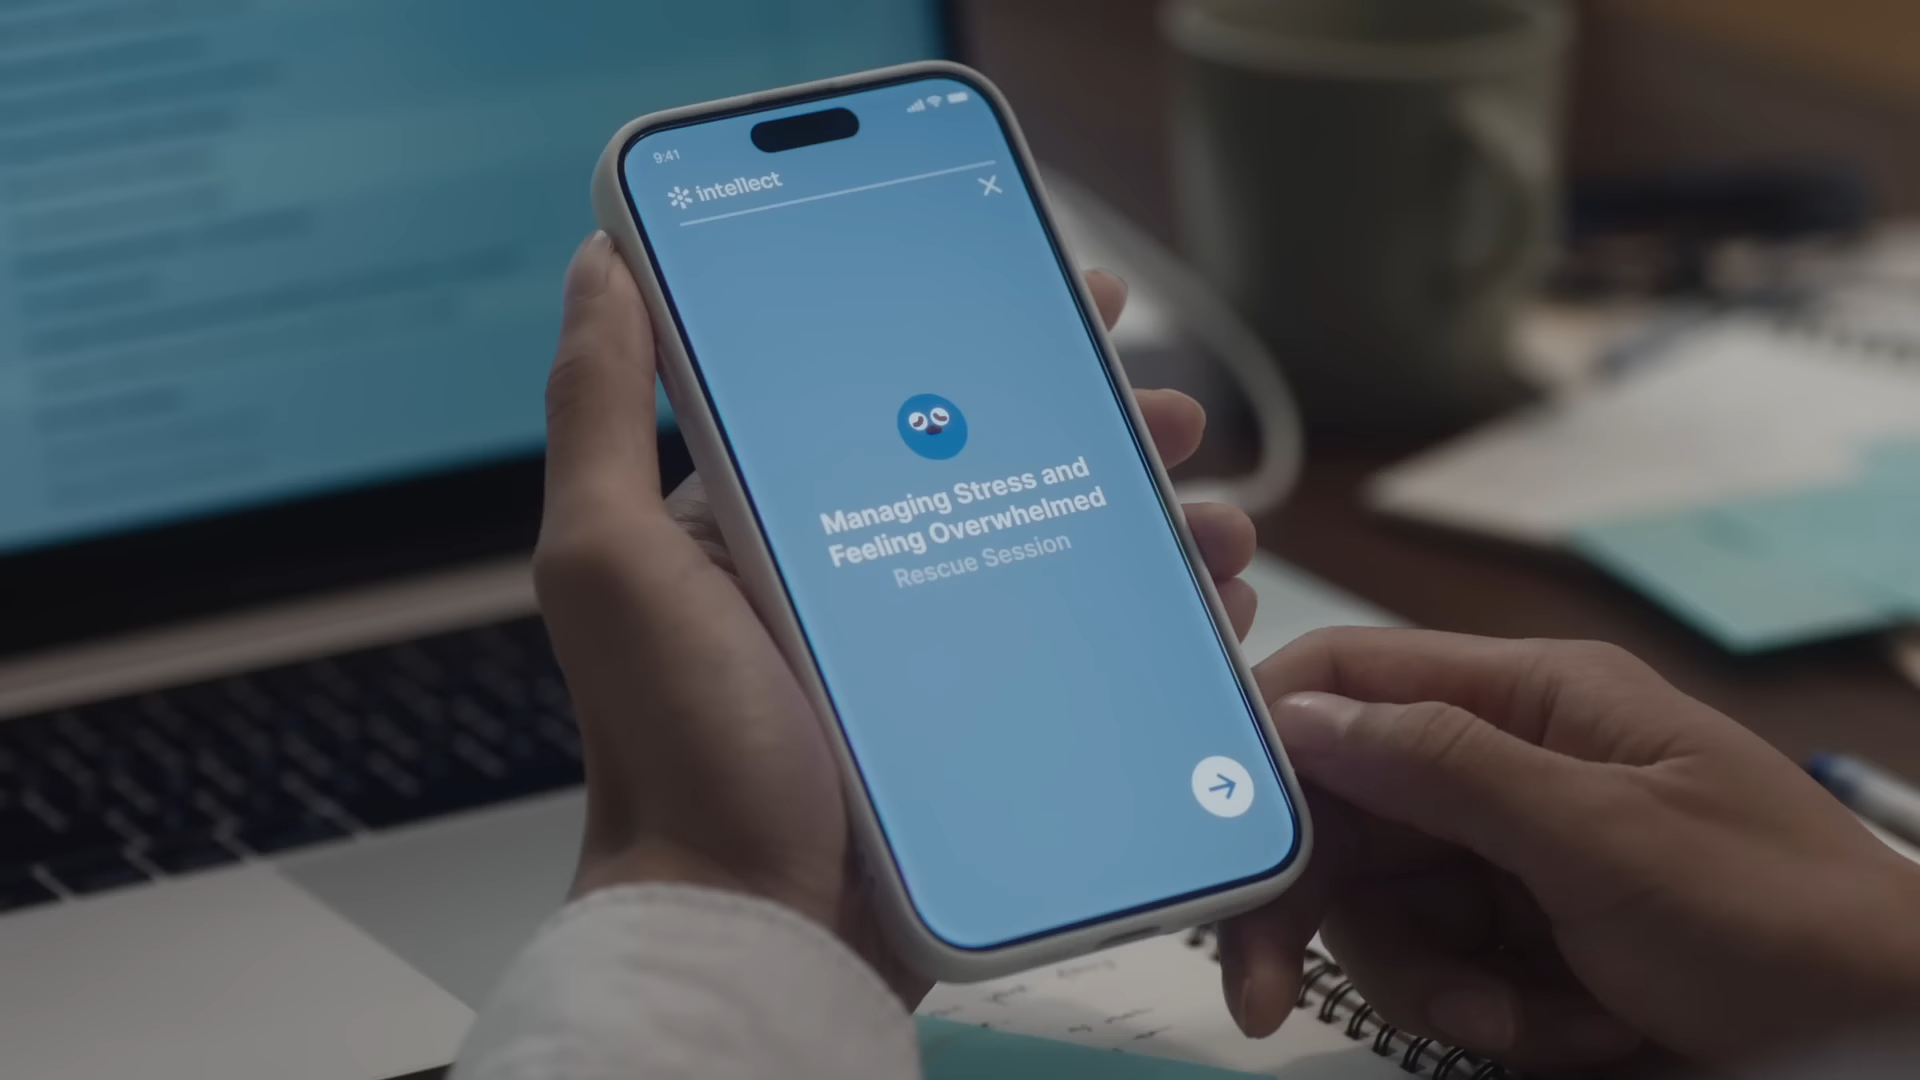 9:41
intellect
Managing Stress and
Feeling Overwhelmed
Rescue Session